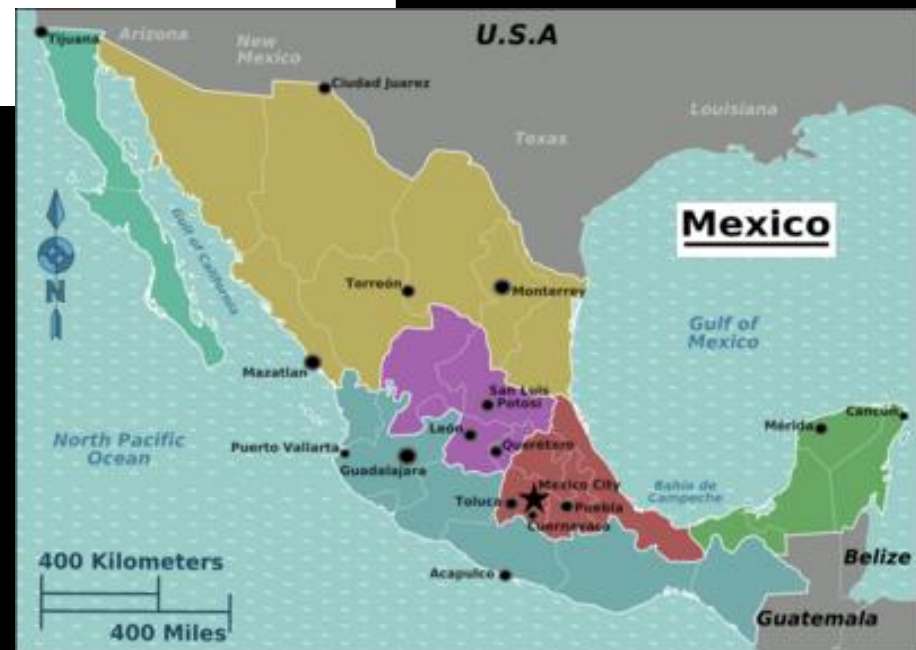 U.S.A
Arizona
New
Mexico
Tijuana
Ciudad Juarez
Louisiana
Texas
Mexico
Gulf of California
N
Torreón
Monterrey
Gulf of
Mexico
Mazatlan
San Luis
Potosi
Cancún
Mérida
León
North Pacific
Ocean
Puerto Vallarta
Querétaro
Guadalajara
Mexico City
Bahia de
Campeche
Toluca
Puebla
Cuernavaca
400 Kilometers
Belize
Acapulco
Guatemala
400 Miles